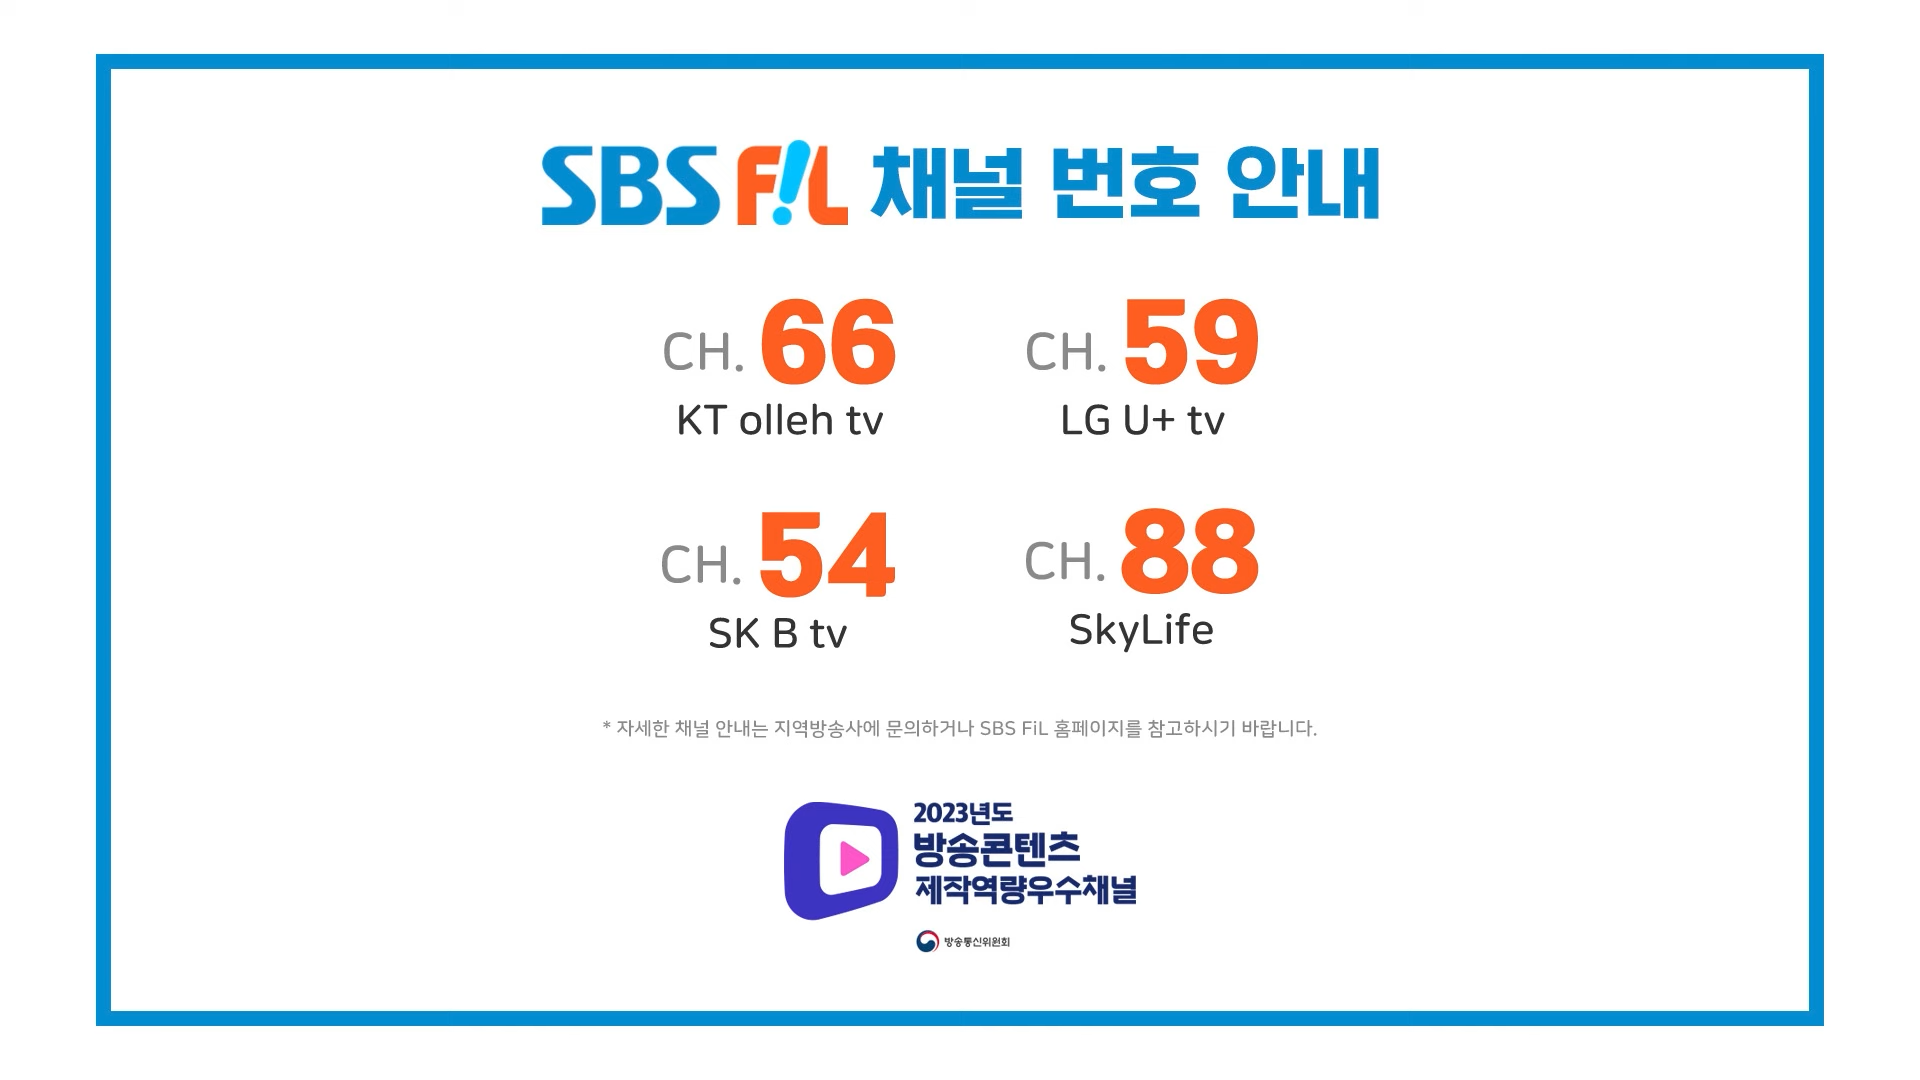 SBS F!L 채널 번호 안내
CH. 66
KT olleh tv
CH. 59
LG U+ tv
CH. 54
SK B tv
CH. 88
SkyLife
* 자세한 채널 안내는 지역방송사에 문의하거나 SBS FiL 홈페이지를 참고하시기 바랍니다.
2023년도
방송콘텐츠
제작역량우수채널
방송통신위원회